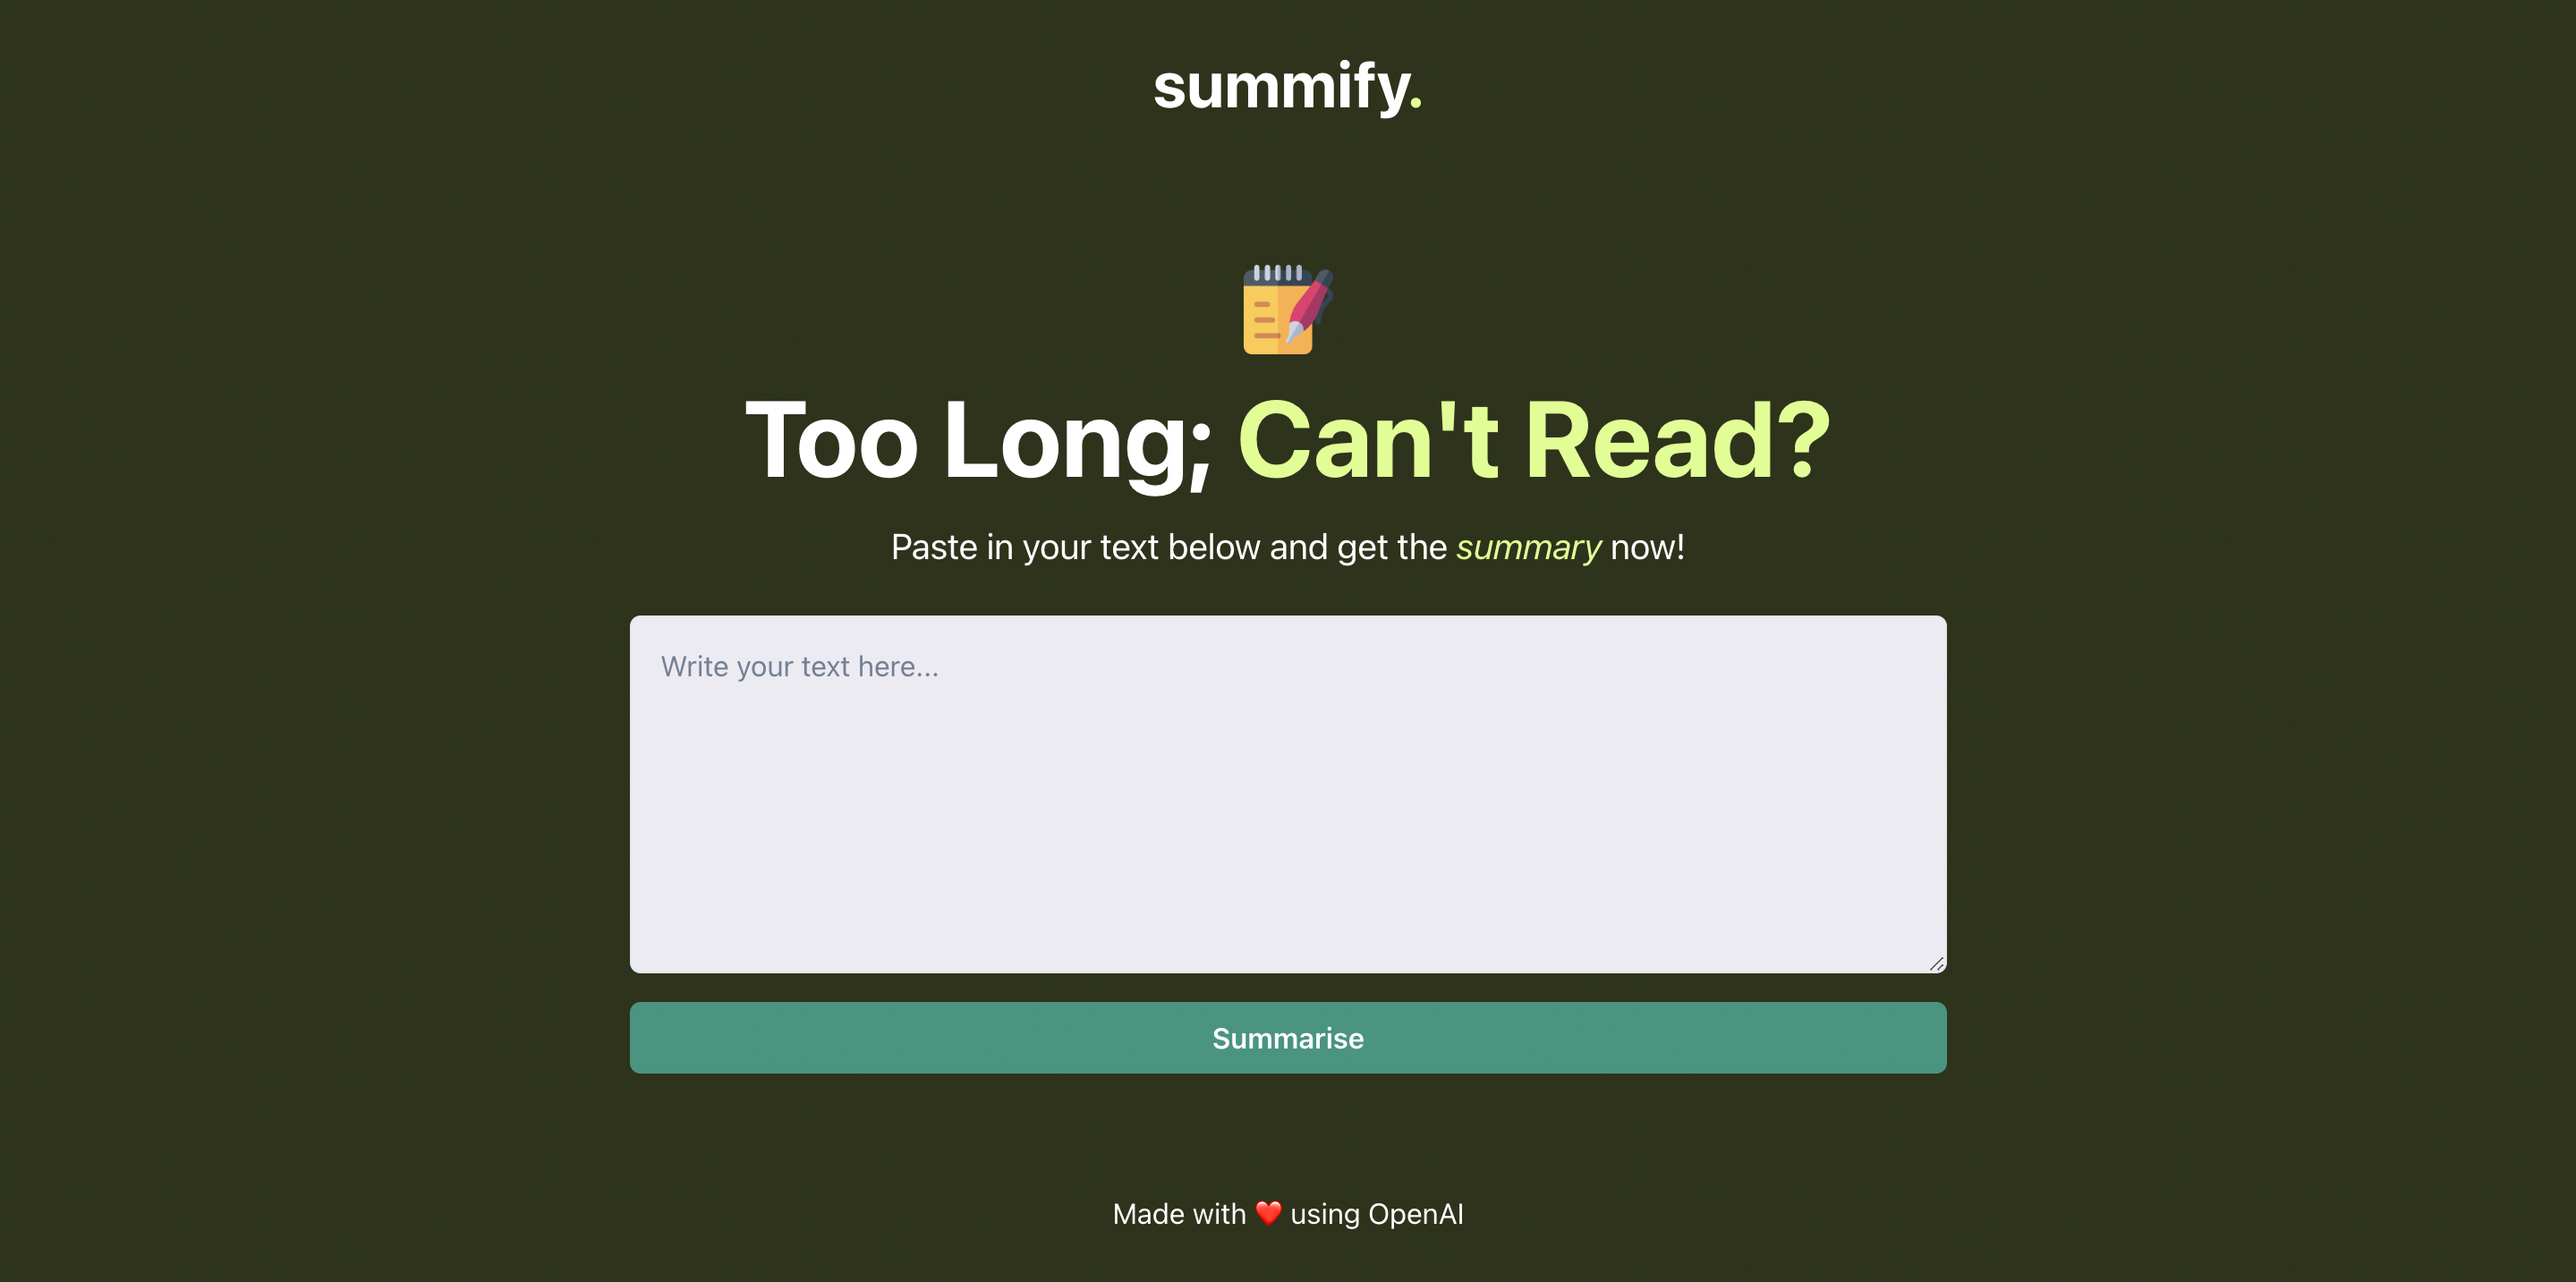 summify.
Too Long; Can't Read?
Paste in your text below and get the summary now!
Write your text here...
Summarise
Made with ❤️ using OpenAI